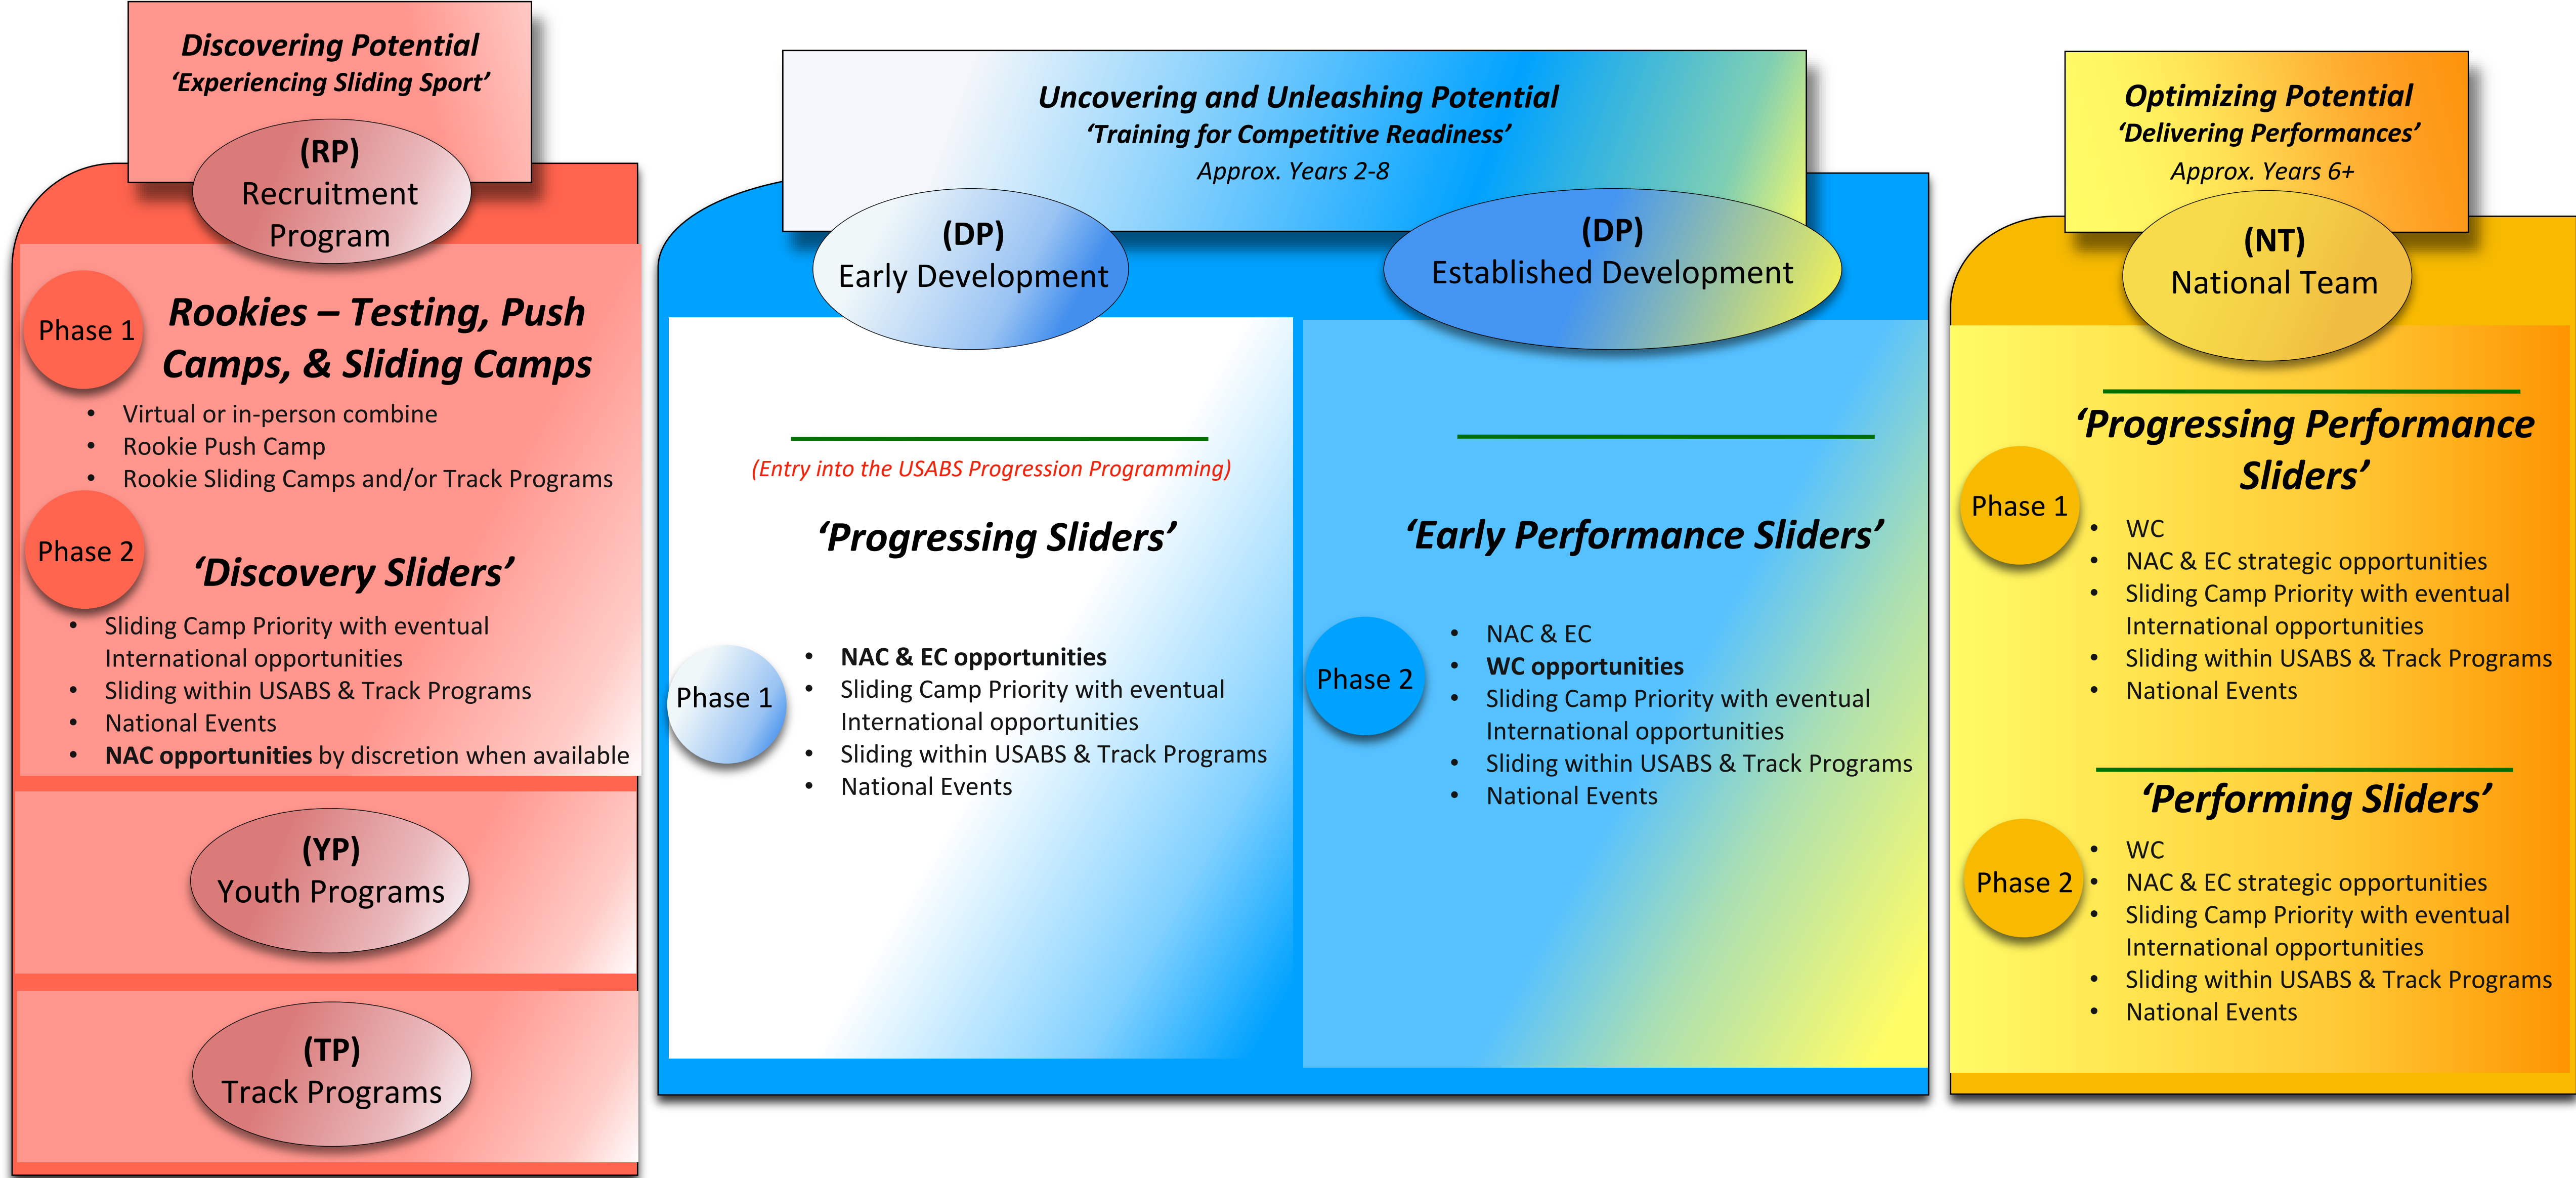 Discovering Potential
‘Experiencing Sliding Sport’
(RP)
Recruitment
Program
Phase 1
Rookies – Testing, Push
Camps, & Sliding Camps
• Virtual or in-person combine
• Rookie Push Camp
• Rookie Sliding Camps and/or Track Programs
Phase 2
‘Discovery Sliders’
• Sliding Camp Priority with eventual
International opportunities
• Sliding within USABS & Track Programs
• National Events
• NAC opportunities by discretion when available
(YP)
Youth Programs
(TP)
Track Programs
Uncovering and Unleashing Potential
‘Training for Competitive Readiness’
Approx. Years 2-8
(DP)
Early Development
(Entry into the USABS Progression Programming)
‘Progressing Sliders’
Phase 1
• NAC & EC opportunities
• Sliding Camp Priority with eventual
International opportunities
• Sliding within USABS & Track Programs
• National Events
(DP)
Established Development
‘Early Performance Sliders’
Phase 2
• NAC & EC
• WC opportunities
• Sliding Camp Priority with eventual
International opportunities
• Sliding within USABS & Track Programs
• National Events
Optimizing Potential
‘Delivering Performances’
Approx. Years 6+
(NT)
National Team
‘Progressing Performance
Sliders’
Phase 1
• WC
• NAC & EC strategic opportunities
• Sliding Camp Priority with eventual
International opportunities
• Sliding within USABS & Track Programs
• National Events
‘Performing Sliders’
Phase 2
• WC
• NAC & EC strategic opportunities
• Sliding Camp Priority with eventual
International opportunities
• Sliding within USABS & Track Programs
• National Events